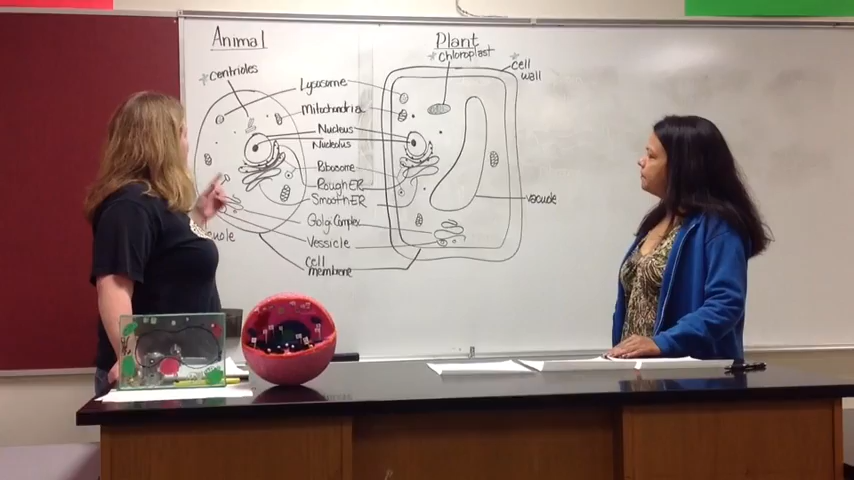 Animal
Plant
centrioles
chloroplast
cell
wall
Lysosome
Mitochondria
Nucleus
Nucleolus
Ribosome
Rough ER
Smooth ER
vacuole
Golgi Complex
Vessicle
cell
membrane